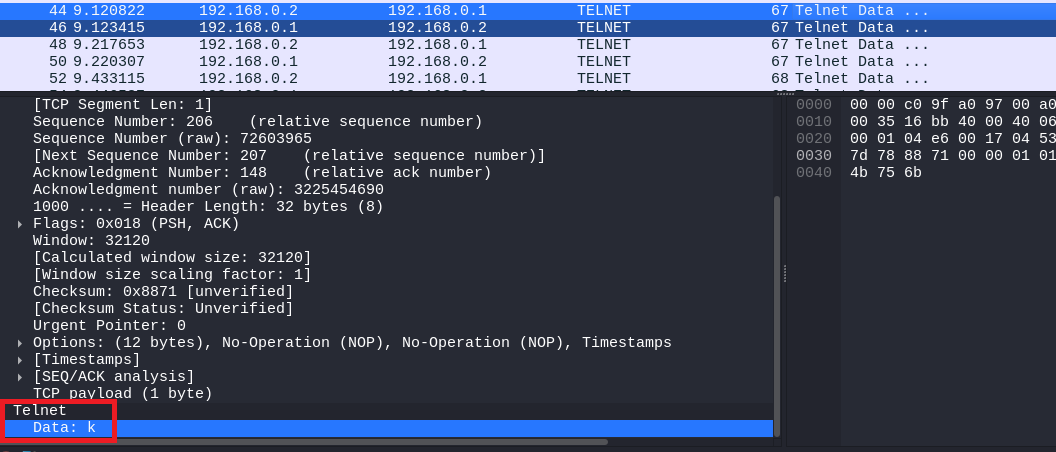 44 9.120822 192.168.0.2 192.168.0.1 TELNET 67 Telnet Data ...
46 9.123415 192.168.0.1 192.168.0.2 TELNET 67 Telnet Data ...
48 9.217653 192.168.0.2 192.168.0.1 TELNET 67 Telnet Data ...
50 9.220307 192.168.0.1 192.168.0.2 TELNET 67 Telnet Data ...
52 9.433115 192.168.0.2 192.168.0.1 TELNET 68 Telnet Data ...
[TCP Segment Len: 1]
Sequence Number: 206 (relative sequence number)
Sequence Number (raw): 72603965
[Next Sequence Number: 207 (relative sequence number)]
Acknowledgment Number: 148 (relative ack number)
Acknowledgment number (raw): 3225454690
1000 .... = Header Length: 32 bytes (8)
Flags: 0x018 (PSH, ACK)
Window: 32120
[Calculated window size: 32120]
[Window size scaling factor: 1]
Checksum: 0x8871 [unverified]
[Checksum Status: Unverified]
Urgent Pointer: 0
Options: (12 bytes), No-Operation (NOP), No-Operation (NOP), Timestamps
[Timestamps]
[SEQ/ACK analysis]
TCP payload (1 byte)
Telnet
Data: k
0000 00 00 c0 9f a0 97 00 a0
0010 00 35 16 bb 40 00 40 06
0020 00 01 04 e6 00 17 04 53
0030 7d 78 88 71 00 00 01 01
0040 4b 75 6b